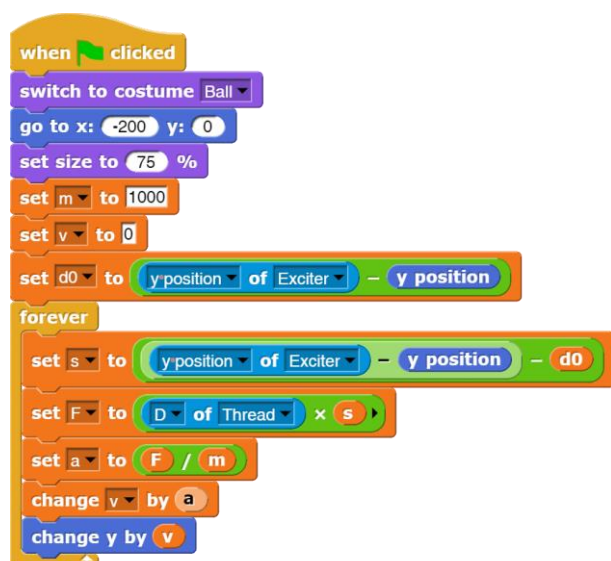 when clicked
switch to costume Ball
go to x: -200 y: 0
set size to 75 %
set m to 1000
set v to 0
set d0 to y-position of Exciter – y position
forever
set s to y-position of Exciter – y position – d0
set F to D of Thread × s
set a to F / m
change v by a
change y by v